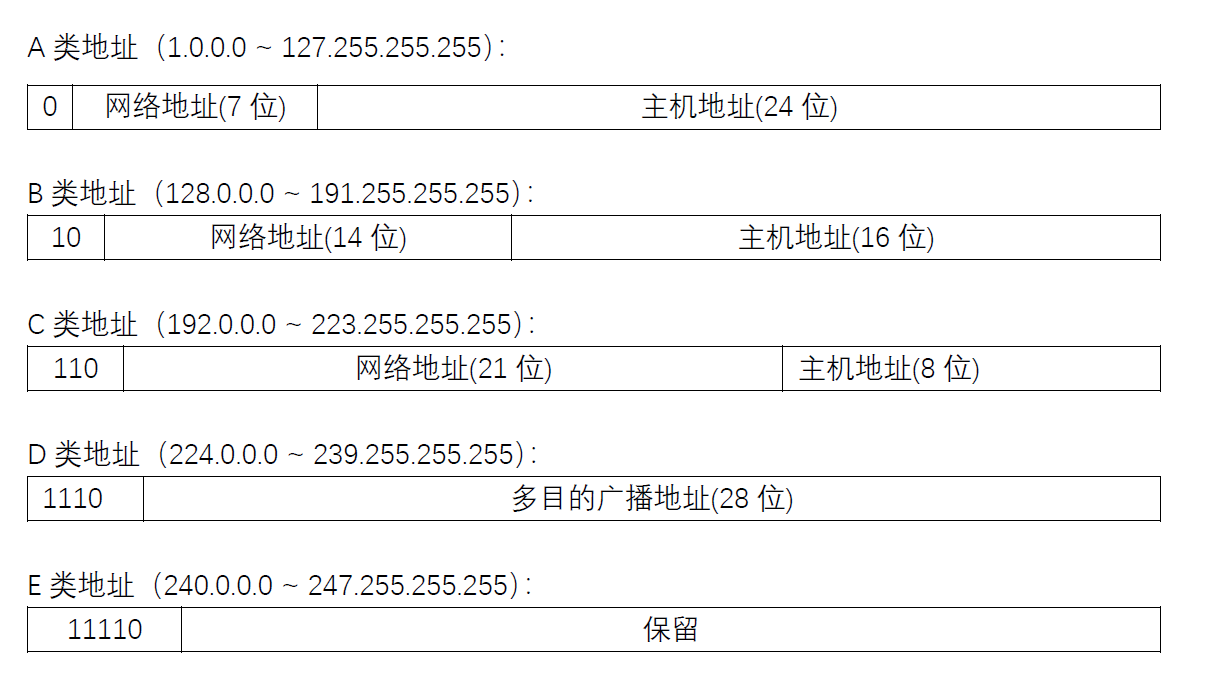 A 类地址（1.0.0.0 ~ 127.255.255.255）：
0 网络地址(7 位) 主机地址(24 位)
B 类地址（128.0.0.0 ~ 191.255.255.255）：
10 网络地址(14 位) 主机地址(16 位)
C 类地址（192.0.0.0 ~ 223.255.255.255）：
110 网络地址(21 位) 主机地址(8 位)
D 类地址（224.0.0.0 ~ 239.255.255.255）：
1110 多目的广播地址(28 位)
E 类地址（240.0.0.0 ~ 247.255.255.255）：
11110 保留